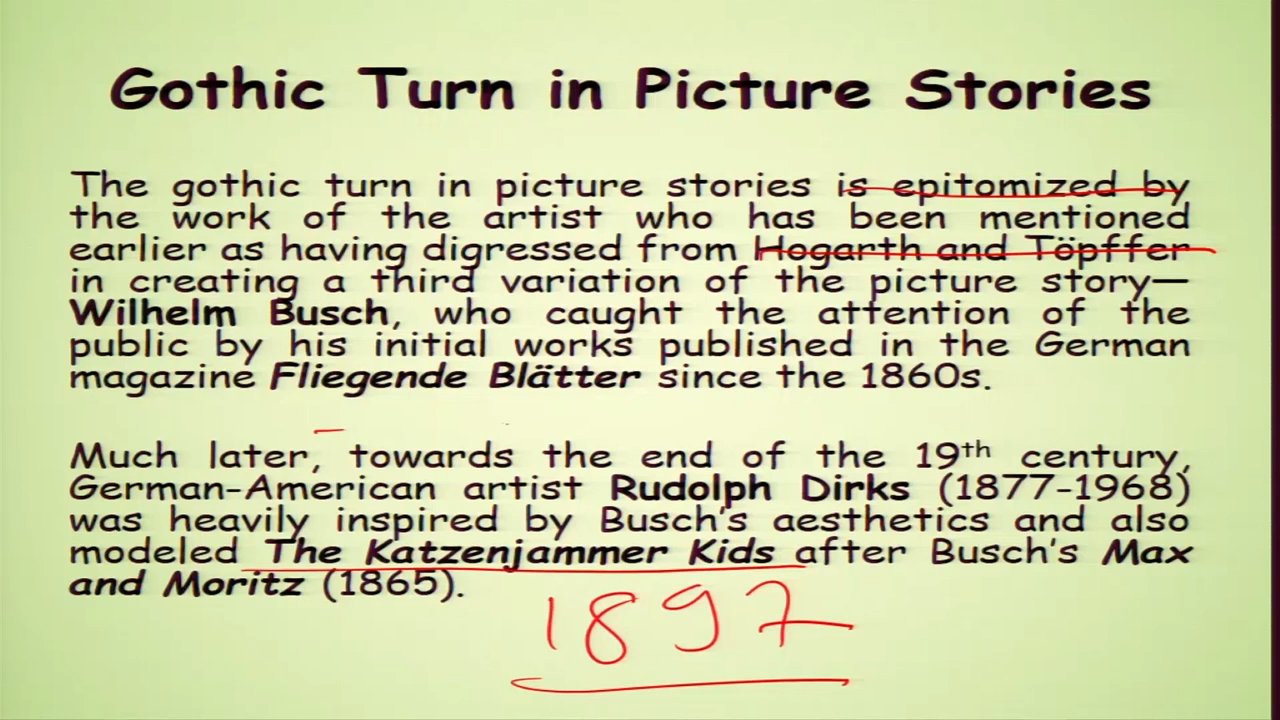 Gothic Turn in Picture Stories
The gothic turn in picture stories is epitomized by
the work of the artist who has been mentioned
earlier as having digressed from Hogarth and Töpffer
in creating a third variation of the picture story—
Wilhelm Busch, who caught the attention of the
public by his initial works published in the German
magazine Fliegende Blätter since the 1860s.
Much later, towards the end of the 19th century,
German-American artist Rudolph Dirks (1877-1968)
was heavily inspired by Busch's aesthetics and also
modeled The Katzenjammer Kids after Busch's Max
and Moritz (1865).
1897